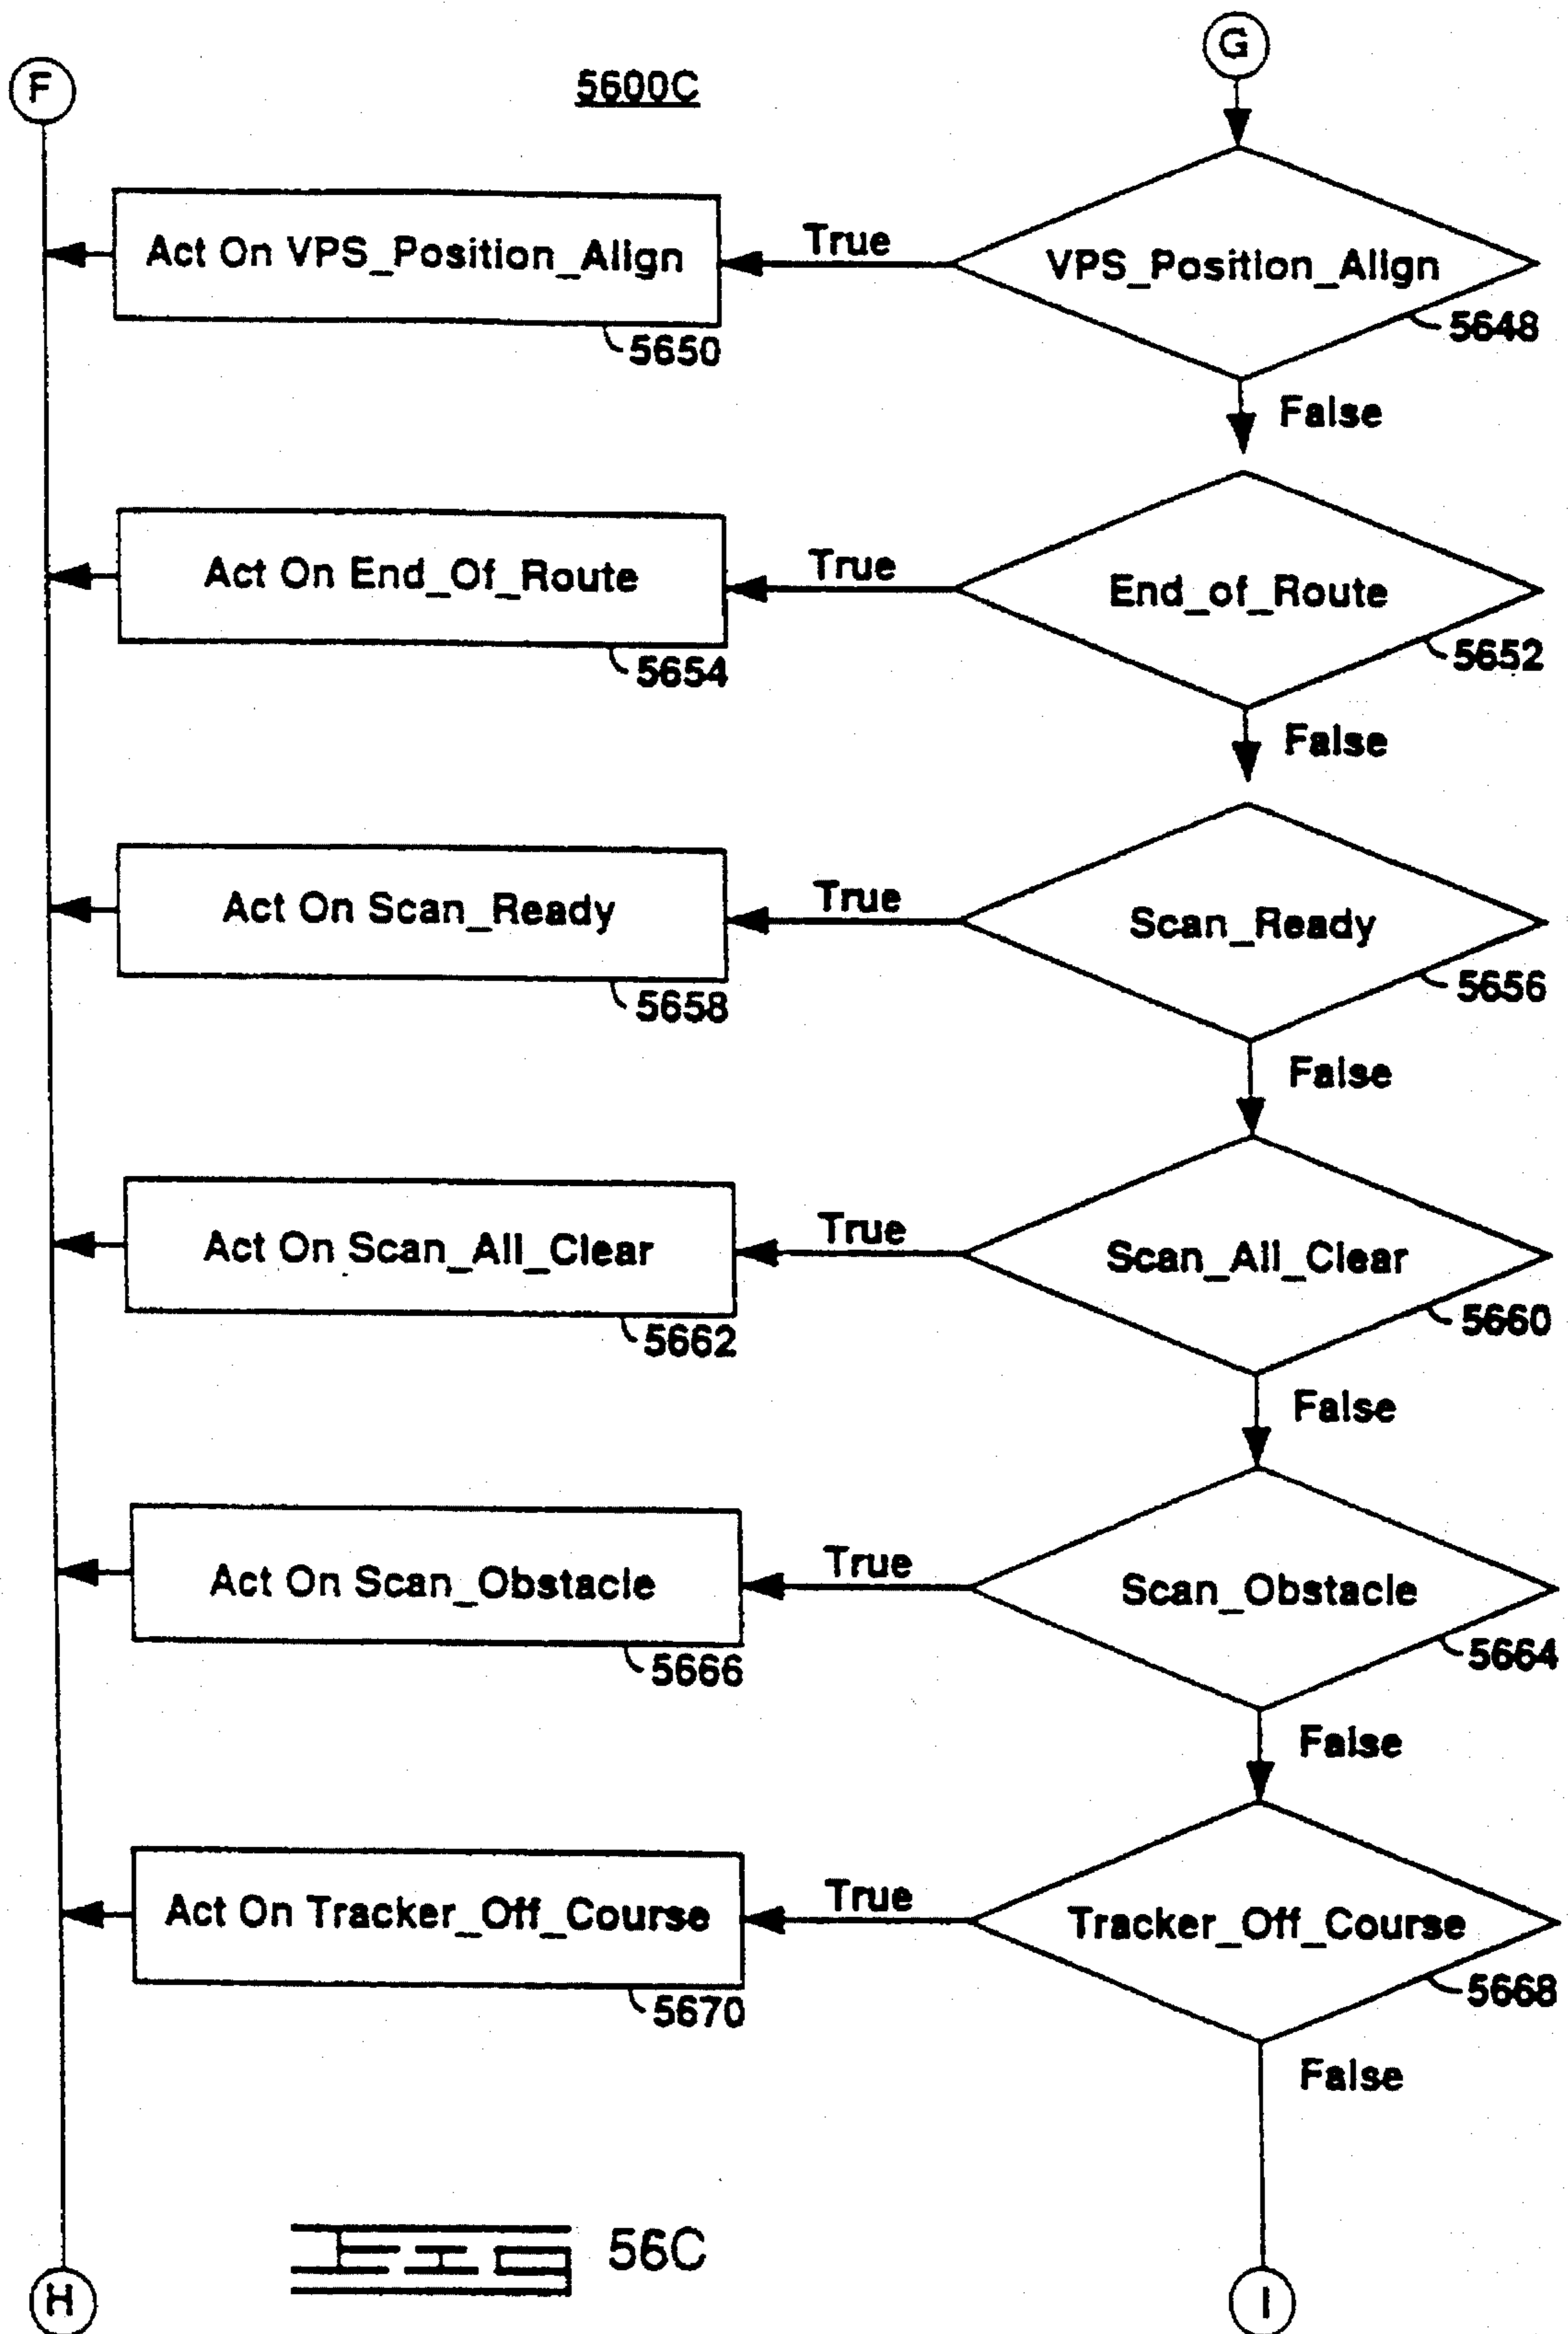 F
5600C
G
Act On VPS_Position_Align
True
VPS_Position_Align
5650
5648
False
Act On End_Of_Route
True
End_of_Route
5654
5652
False
Act On Scan_Ready
True
Scan_Ready
5658
5656
False
Act On Scan_All_Clear
True
Scan_All_Clear
5662
5660
False
Act On Scan_Obstacle
True
Scan_Obstacle
5666
5664
False
Act On Tracker_Off_Course
True
Tracker_Off_Course
5670
5668
False
FIG 56C
H
I